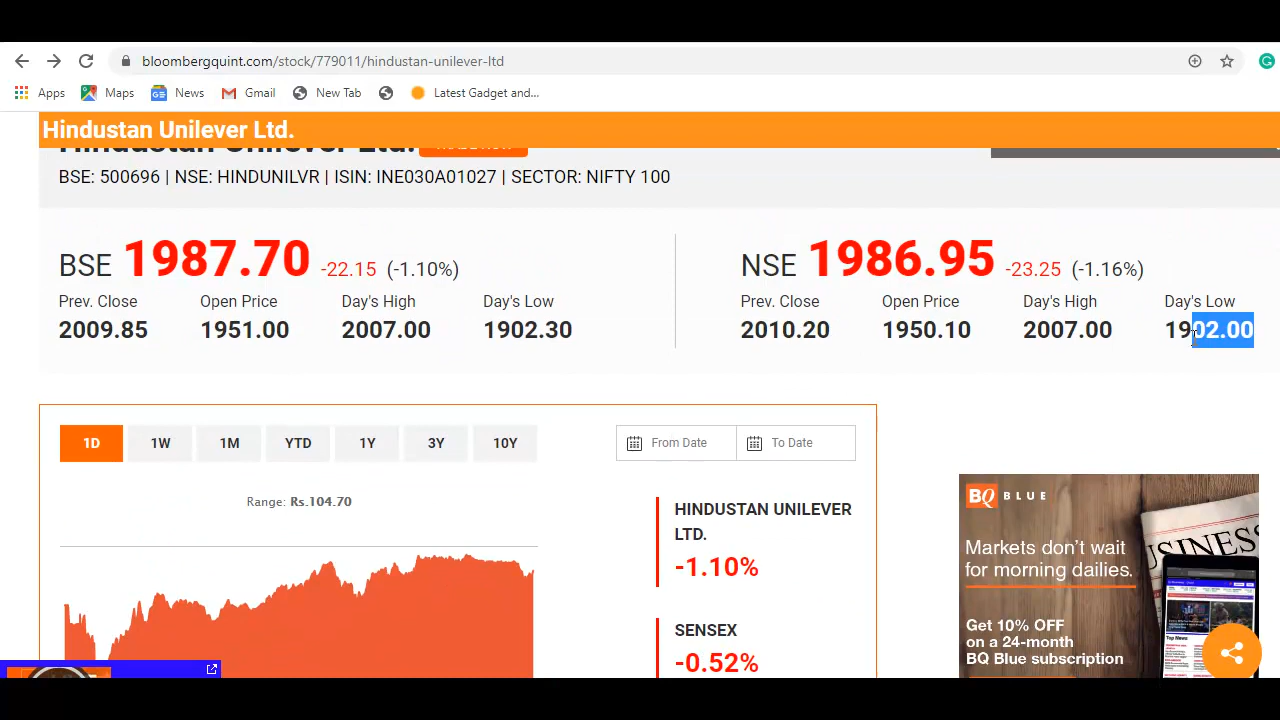 bloombergquint.com/stock/779011/hindustan-unilever-ltd
Apps Maps News Gmail New Tab Latest Gadget and...
Hindustan Unilever Ltd.
Hindustan Unilever Ltd.
BSE: 500696 | NSE: HINDUNILVR | ISIN: INE030A01027 | SECTOR: NIFTY 100
BSE 1987.70 -22.15 (-1.10%)
Prev. Close Open Price Day's High Day's Low
2009.85 1951.00 2007.00 1902.30
NSE 1986.95 -23.25 (-1.16%)
Prev. Close Open Price Day's High Day's Low
2010.20 1950.10 2007.00 1902.00
1D 1W 1M YTD 1Y 3Y 10Y
From Date To Date
Range: Rs.104.70
HINDUSTAN UNILEVER
LTD.
-1.10%
SENSEX
-0.52%
BQ BLUE
Markets don't wait
for morning dailies.
Get 10% OFF
on a 24-month
BQ Blue subscription
BUSINESS